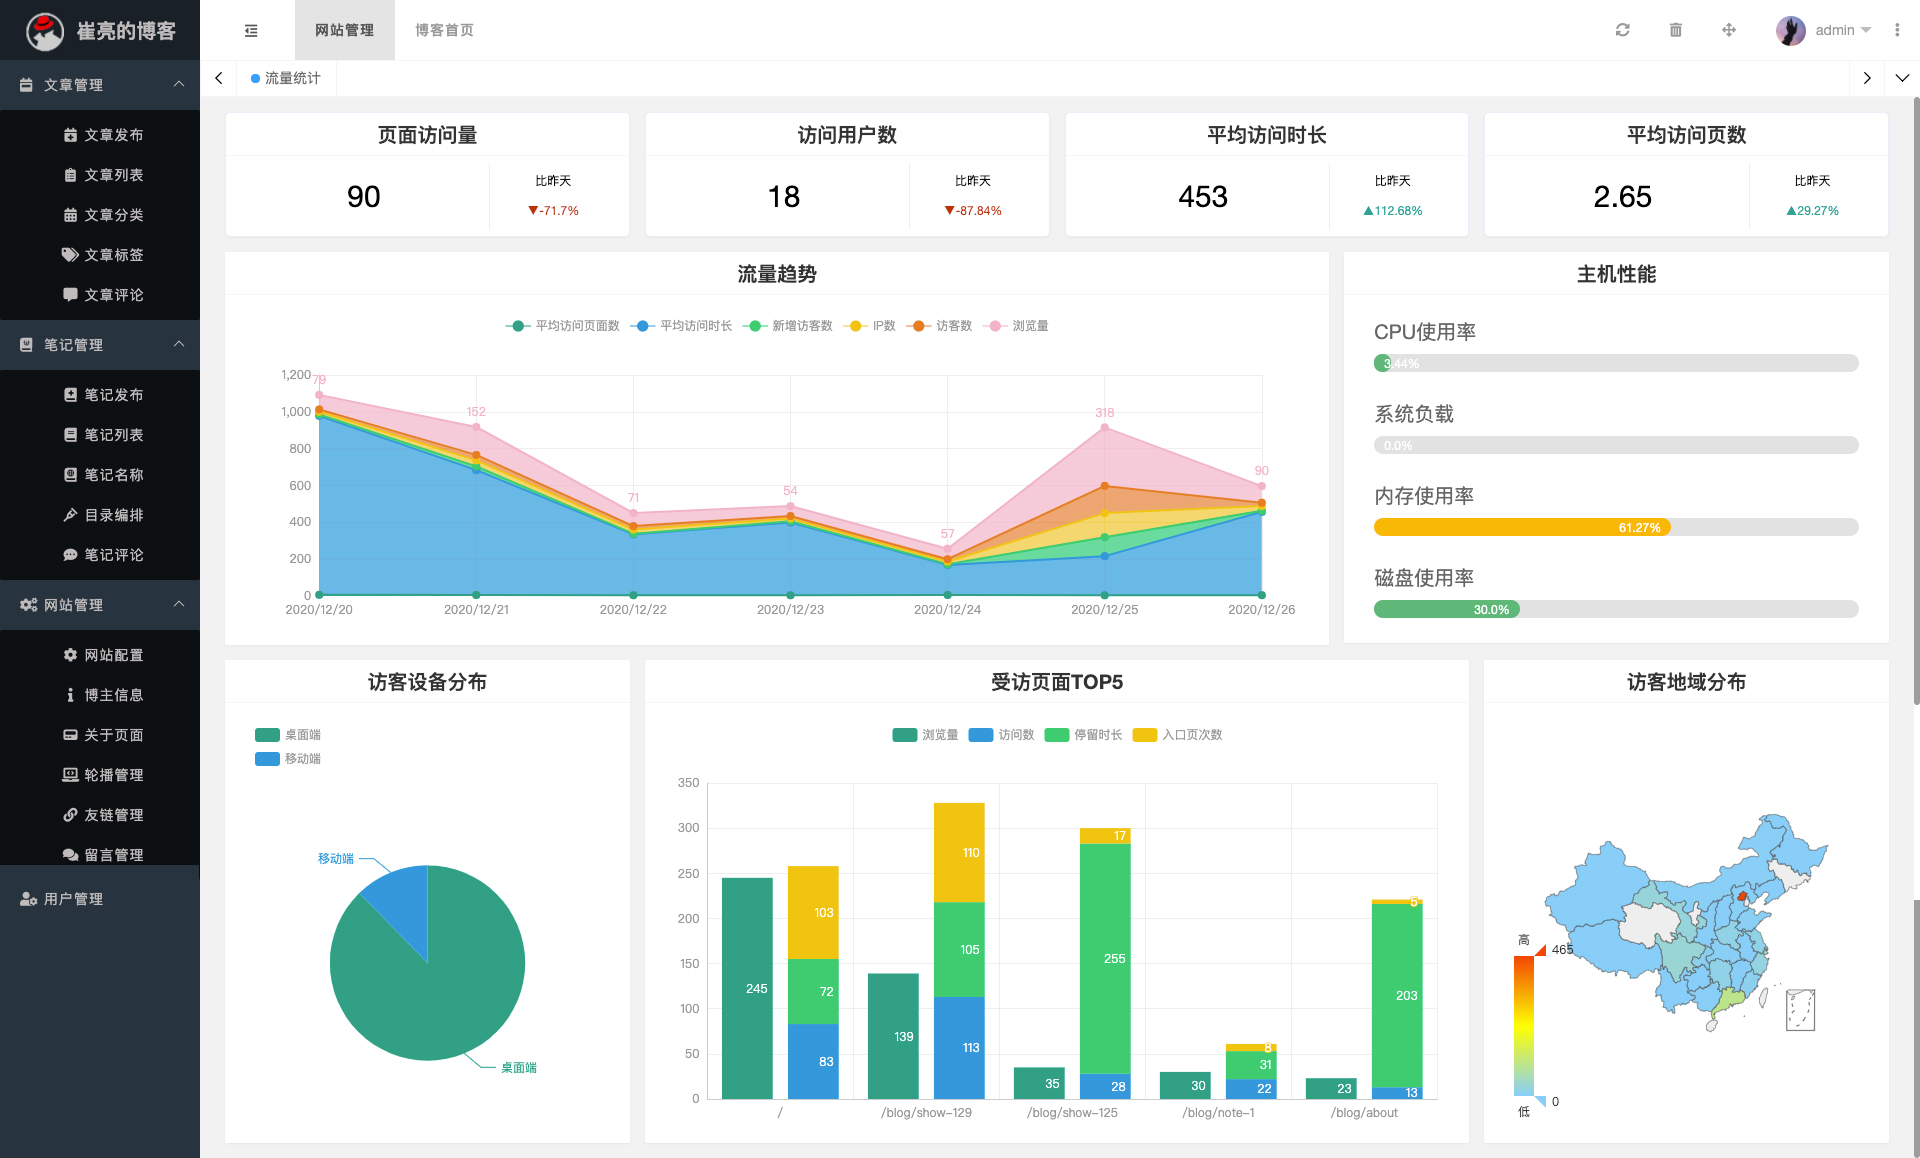 崔亮的博客
网站管理
博客首页
admin
流量统计
文章管理
文章发布
文章列表
文章分类
文章标签
文章评论
笔记管理
笔记发布
笔记列表
笔记名称
目录编排
笔记评论
网站管理
网站配置
博主信息
关于页面
轮播管理
友链管理
留言管理
用户管理
页面访问量
90
比昨天
▼-71.7%
访问用户数
18
比昨天
▼-87.84%
平均访问时长
453
比昨天
▲112.68%
平均访问页数
2.65
比昨天
▲29.27%
流量趋势
平均访问页面数 平均访问时长 新增访客数 IP数 访客数 浏览量
1,200
1,000
800
600
400
200
0
79
152
71
54
57
318
90
2020/12/20 2020/12/21 2020/12/22 2020/12/23 2020/12/24 2020/12/25 2020/12/26
主机性能
CPU使用率
3.44%
系统负载
0.0%
内存使用率
61.27%
磁盘使用率
30.0%
访客设备分布
桌面端
移动端
移动端
桌面端
受访页面TOP5
浏览量 访问数 停留时长 入口页次数
350
300
250
200
150
100
50
0
245
103
72
83
139
110
105
113
35
17
255
28
30
8
31
22
23
5
203
13
/ /blog/show-129 /blog/show-125 /blog/note-1 /blog/about
访客地域分布
高
465
0
低